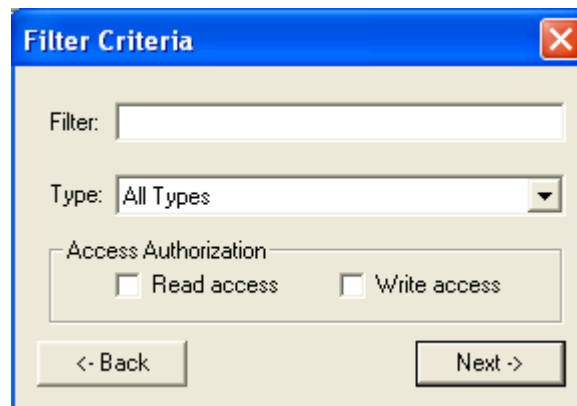 Filter Criteria
Filter:
Type: All Types
Access Authorization
Read access Write access
<- Back Next ->